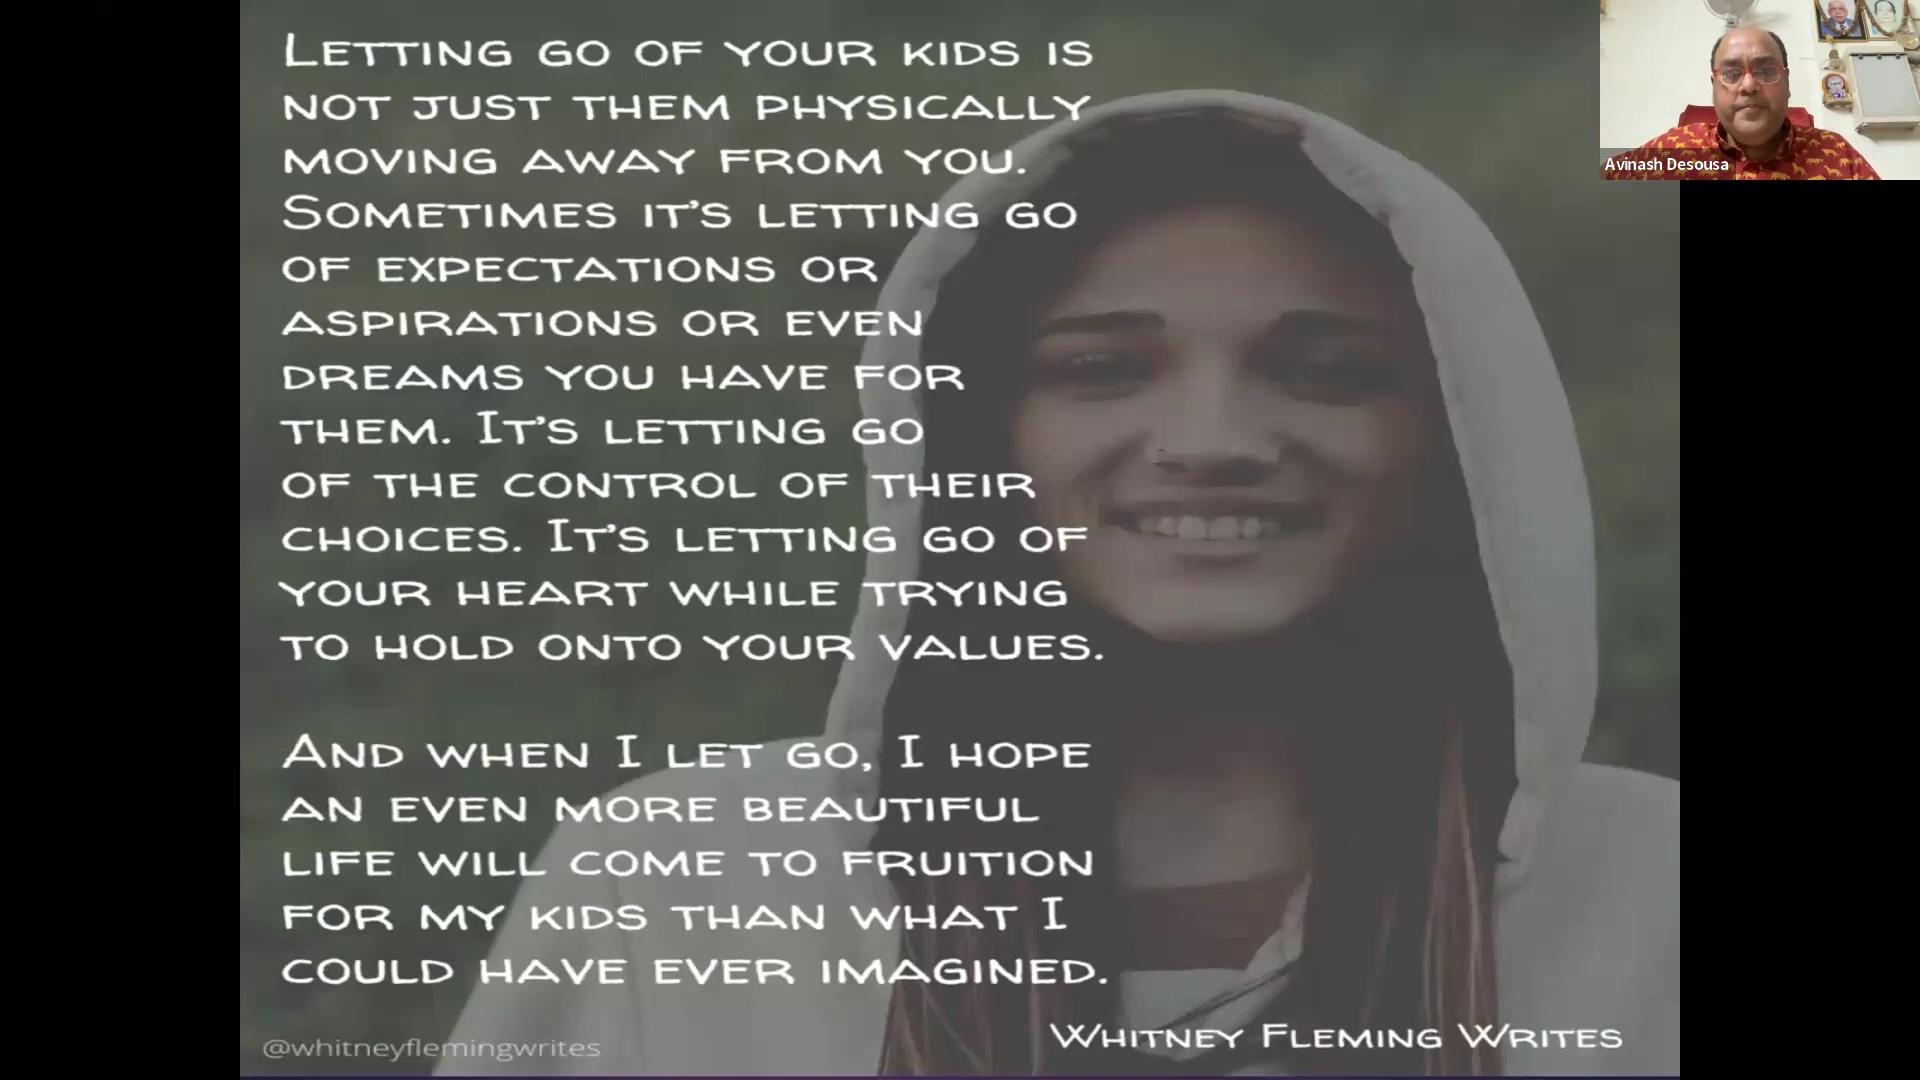 Letting go of your kids is
not just them physically
moving away from you.
Sometimes it's letting go
of expectations or
aspirations or even
dreams you have for
them. It's letting go
of the control of their
choices. It's letting go of
your heart while trying
to hold onto your values.
And when I let go, I hope
an even more beautiful
life will come to fruition
for my kids than what I
could have ever imagined.
@whitneyflemingwrites
Whitney Fleming Writes
Avinash Desousa